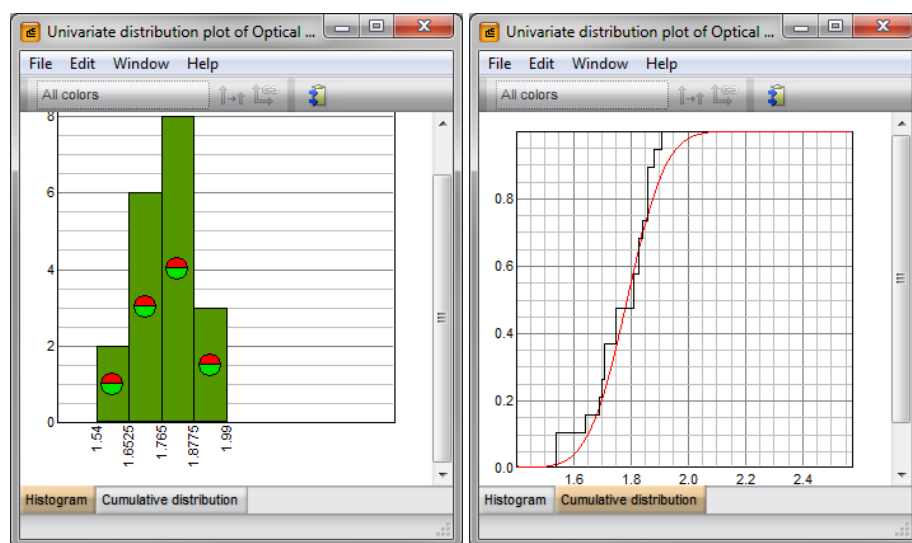 Univariate distribution plot of Optical ...
File Edit Window Help
All colors
8
6
4
2
0
1.54
1.6525
1.765
1.8775
1.99
Histogram Cumulative distribution
Univariate distribution plot of Optical ...
File Edit Window Help
All colors
0.8
0.6
0.4
0.2
0.0
1.6 1.8 2.0 2.2 2.4
Histogram Cumulative distribution